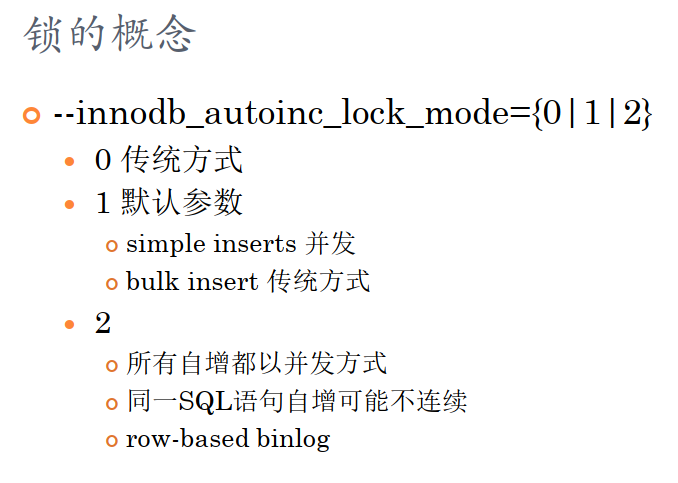 锁的概念
--innodb_autoinc_lock_mode={0|1|2}
0 传统方式
1 默认参数
simple inserts 并发
bulk insert 传统方式
2
所有自增都以并发方式
同一SQL语句自增可能不连续
row-based binlog